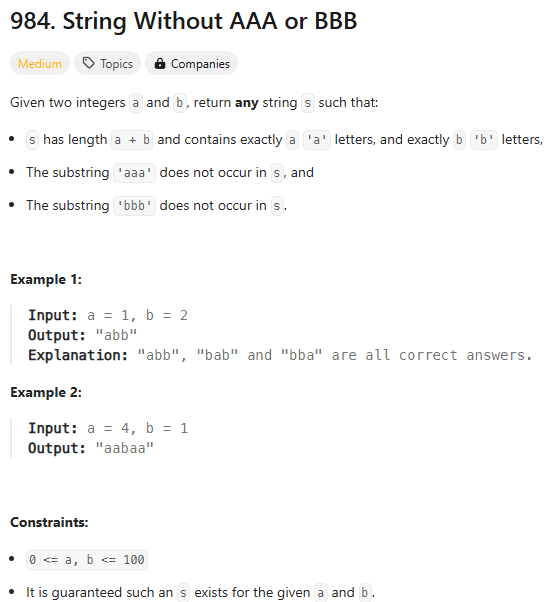 984. String Without AAA or BBB
Medium Topics Companies
Given two integers a and b, return any string s such that:
• s has length a + b and contains exactly a 'a' letters, and exactly b 'b' letters,
• The substring 'aaa' does not occur in s, and
• The substring 'bbb' does not occur in s.
Example 1:
Input: a = 1, b = 2
Output: "abb"
Explanation: "abb", "bab" and "bba" are all correct answers.
Example 2:
Input: a = 4, b = 1
Output: "aabaa"
Constraints:
• 0 <= a, b <= 100
• It is guaranteed such an s exists for the given a and b.